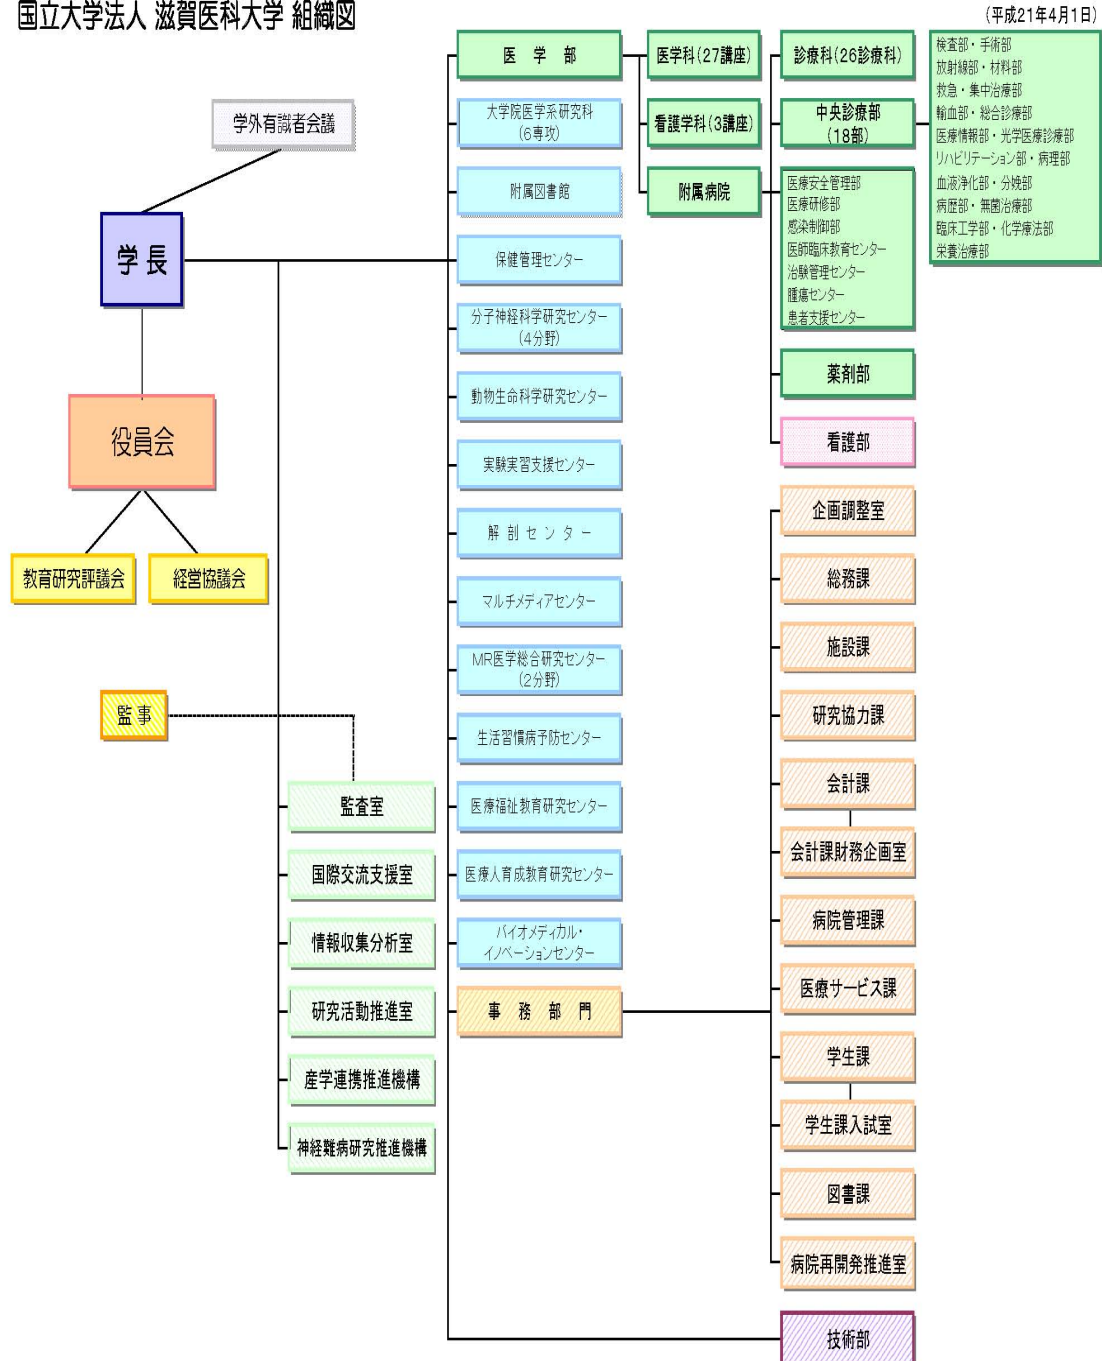 国立大学法人 滋賀医科大学 組織図
(平成21年4月1日)
学外有識者会議
学長
役員会
教育研究評議会
経営協議会
監事
監査室
国際交流支援室
情報収集分析室
研究活動推進室
産学連携推進機構
神経難病研究推進機構
医学部
大学院医学系研究科
(6専攻)
附属図書館
保健管理センター
分子神経科学研究センター
(4分野)
動物生命科学研究センター
実験実習支援センター
解剖センター
マルチメディアセンター
MR医学総合研究センター
(2分野)
生活習慣病予防センター
医療福祉教育研究センター
医療人育成教育研究センター
バイオメディカル・
イノベーションセンター
事務部門
医学科(27講座)
看護学科(3講座)
附属病院
診療科(26診療科)
中央診療部
(18部)
医療安全管理部
医療研修部
感染制御部
医師臨床教育センター
治験管理センター
腫瘍センター
患者支援センター
薬剤部
看護部
検査部・手術部
放射線部・材料部
救急・集中治療部
輸血部・総合診療部
医療情報部・光学医療診療部
リハビリテーション部・病理部
血液浄化部・分娩部
病歴部・無菌治療部
臨床工学部・化学療法部
栄養治療部
企画調整室
総務課
施設課
研究協力課
会計課
会計課財務企画室
病院管理課
医療サービス課
学生課
学生課入試室
図書課
病院再開発推進室
技術部